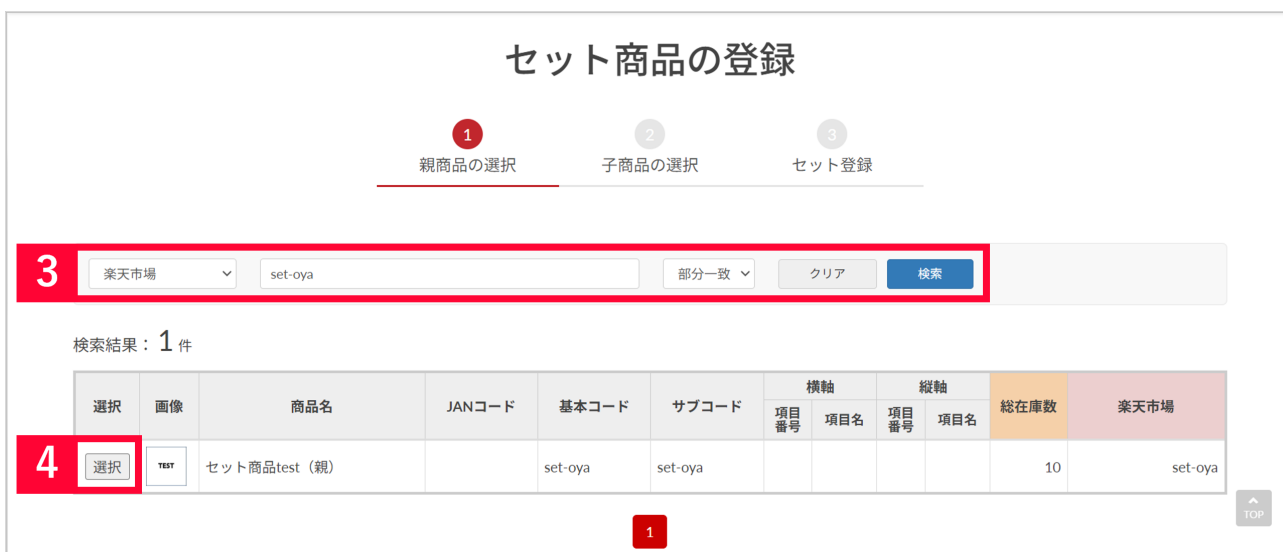 セット商品の登録
1 2 3
親商品の選択 子商品の選択 セット登録
3 楽天市場 set-oya 部分一致 クリア 検索
検索結果： 1 件
選択 画像 商品名 JANコード 基本コード サブコード 横軸 縦軸 総在庫数 楽天市場
項目番号 項目名 項目番号 項目名
4 選択 TEST セット商品test（親） set-oya set-oya 10 set-oya
TOP
1